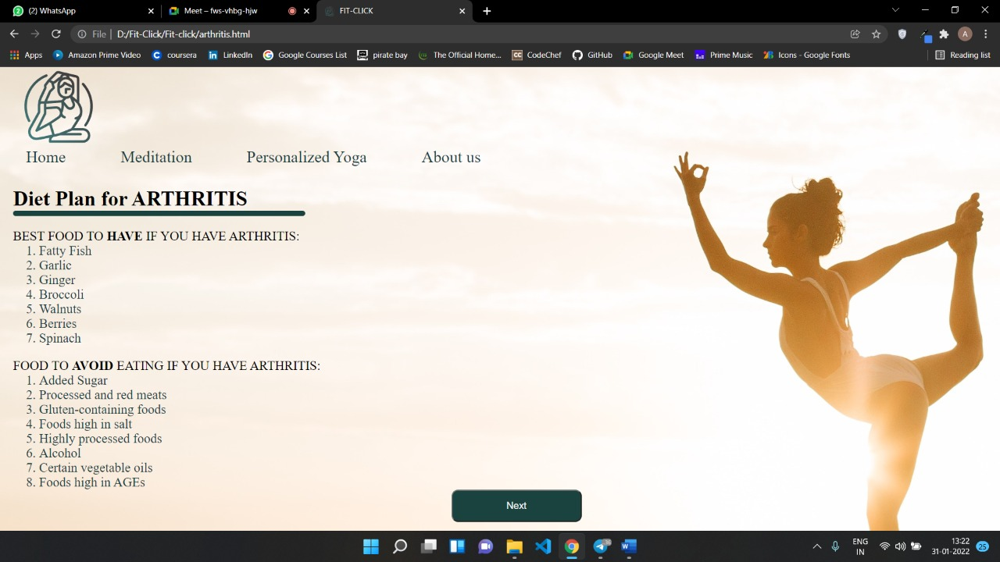 (2) WhatsApp
Meet – fws-vhbg-hjw
FIT-CLICK
File
D:/Fit-Click/Fit-click/arthritis.html
A
Apps
Amazon Prime Video
coursera
LinkedIn
Google Courses List
pirate bay
The Official Home...
CodeChef
GitHub
Google Meet
Prime Music
Icons - Google Fonts
Reading list
Home
Meditation
Personalized Yoga
About us
Diet Plan for ARTHRITIS
BEST FOOD TO HAVE IF YOU HAVE ARTHRITIS:
1. Fatty Fish
2. Garlic
3. Ginger
4. Broccoli
5. Walnuts
6. Berries
7. Spinach
FOOD TO AVOID EATING IF YOU HAVE ARTHRITIS:
1. Added Sugar
2. Processed and red meats
3. Gluten-containing foods
4. Foods high in salt
5. Highly processed foods
6. Alcohol
7. Certain vegetable oils
8. Foods high in AGEs
Next
ENG
IN
13:22
31-01-2022
25